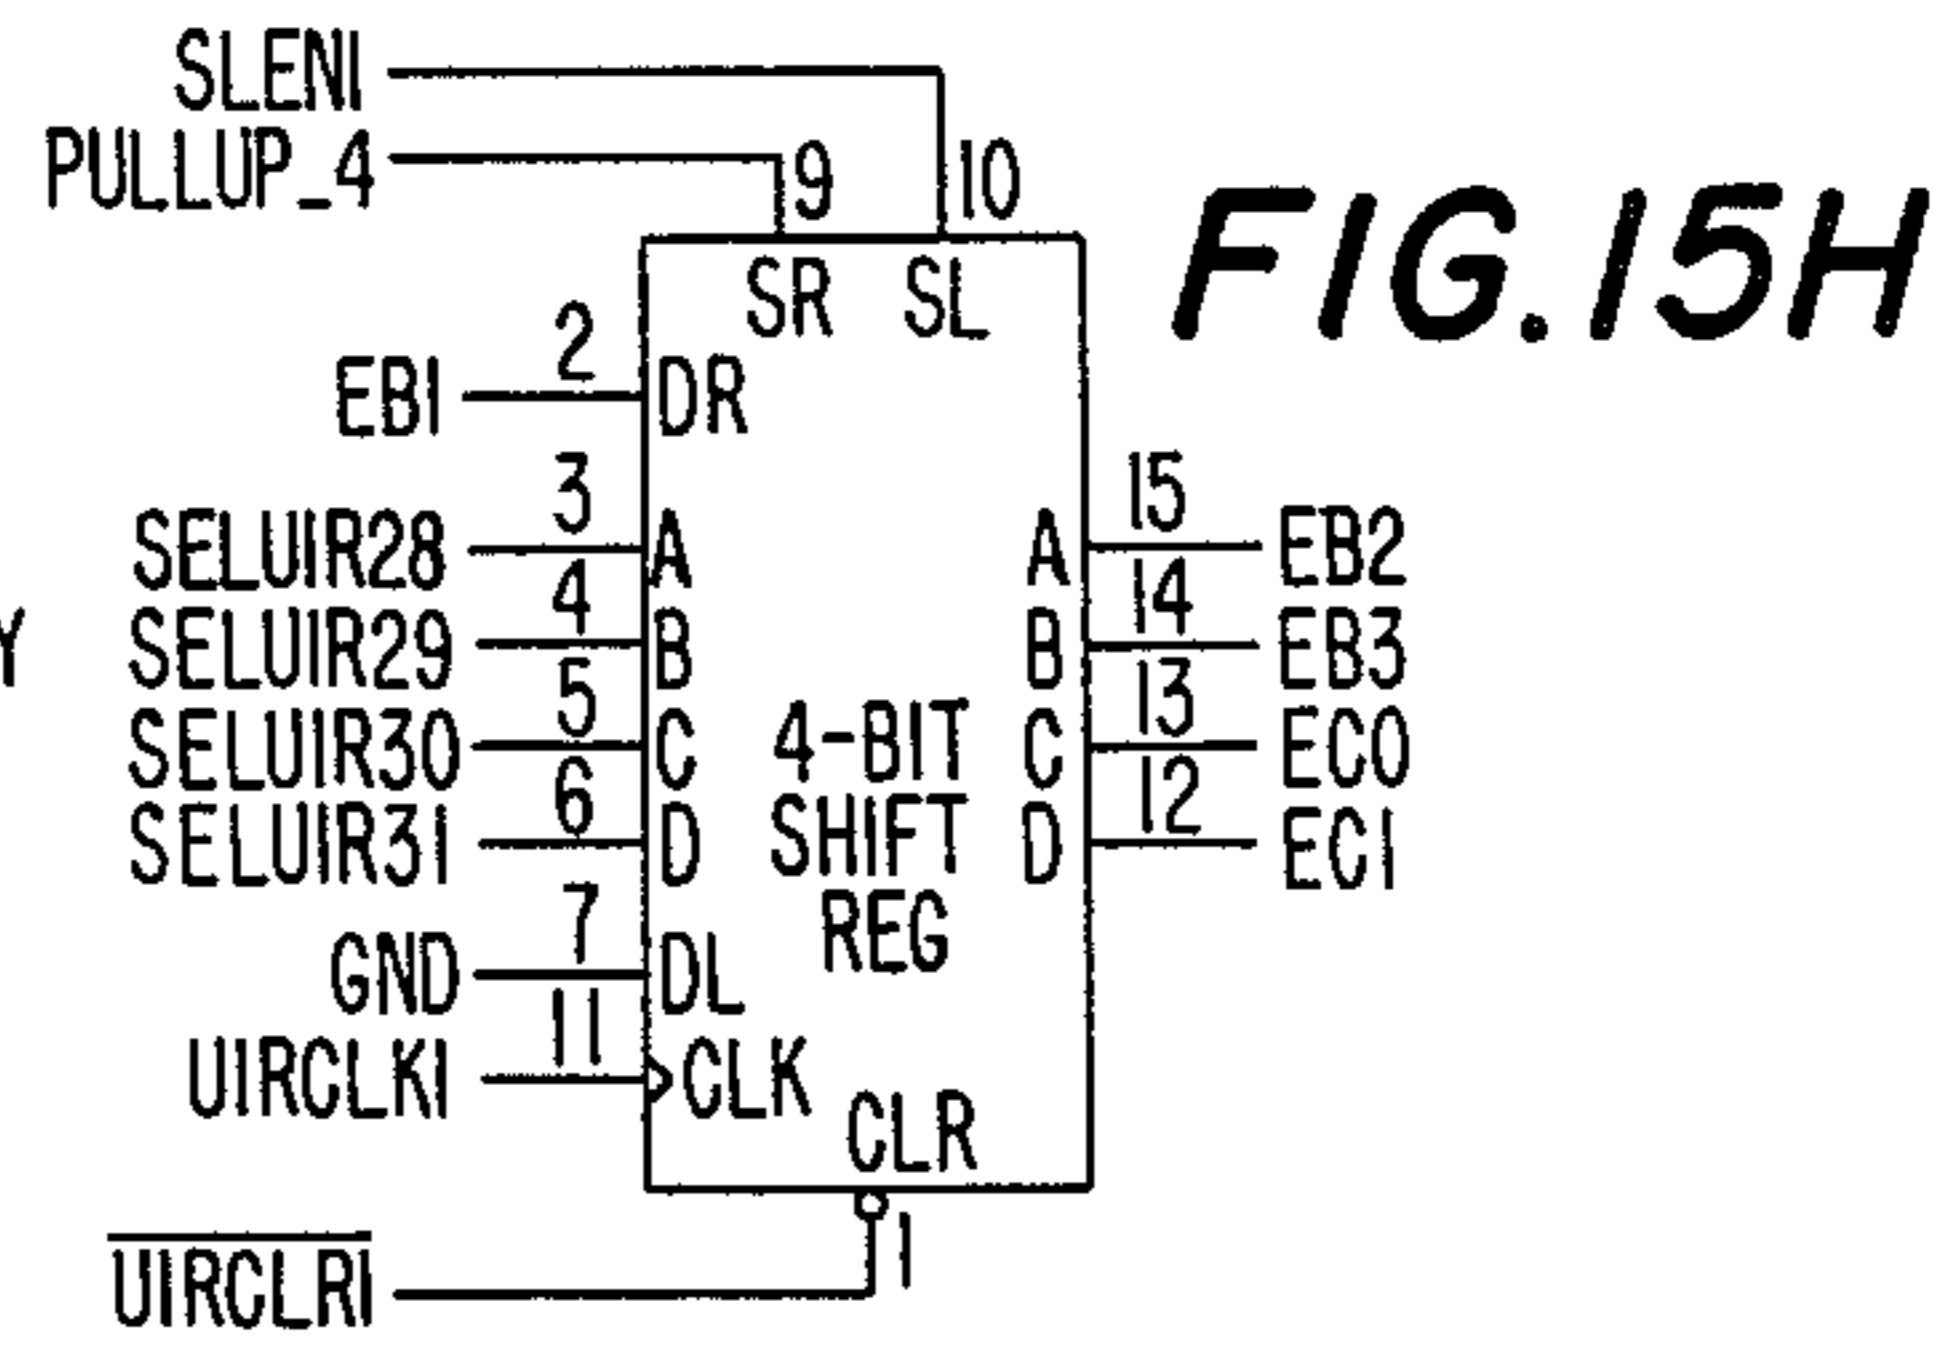 SLEN1
PULLUP_4
9
10
FIG.15H
SR SL
EB1 2 DR
SELUIR28 3 A
SELUIR29 4 B
SELUIR30 5 C
SELUIR31 6 D
GND 7 DL
UIRCLK1 11 CLK
4-BIT
SHIFT
REG
A 15 EB2
B 14 EB3
C 13 EC0
D 12 EC1
CLR
UIRCLR1 1
Y